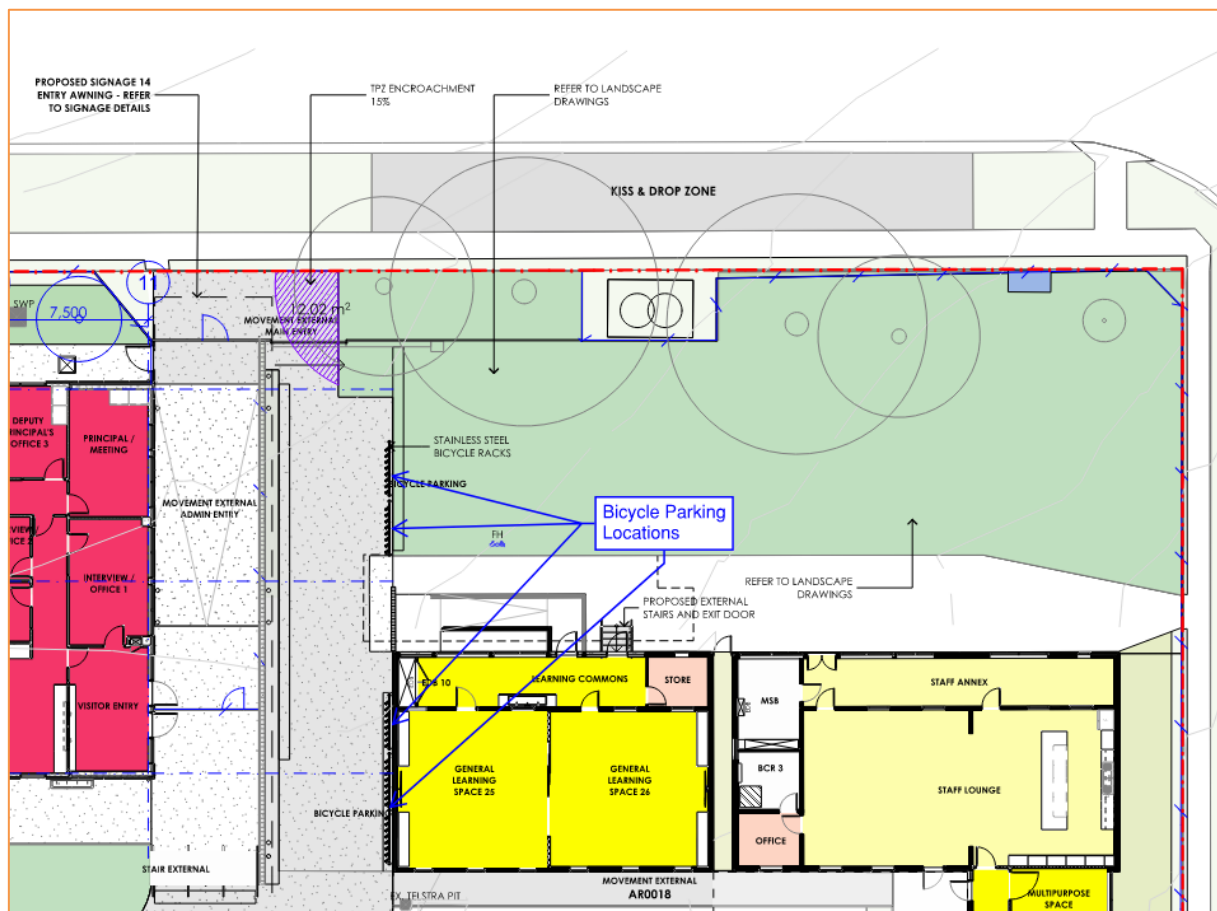 PROPOSED SIGNAGE 14
ENTRY AWNING - REFER
TO SIGNAGE DETAILS
TPZ ENCROACHMENT
15%
REFER TO LANDSCAPE
DRAWINGS
KISS & DROP ZONE
11
SWP
7,500
12.02 m²
MOVEMENT EXTERNAL
MAIN ENTRY
DEPUTY
PRINCIPAL'S
OFFICE 3
PRINCIPAL /
MEETING
STAINLESS STEEL
BICYCLE RACKS
BICYCLE PARKING
MOVEMENT EXTERNAL
ADMIN ENTRY
Bicycle Parking
Locations
FH
INTERVIEW /
OFFICE 1
REFER TO LANDSCAPE
DRAWINGS
PROPOSED EXTERNAL
STAIRS AND EXIT DOOR
EDB 10
LEARNING COMMONS
STORE
STAFF ANNEX
MSB
VISITOR ENTRY
GENERAL
LEARNING
SPACE 25
GENERAL
LEARNING
SPACE 26
BCR 3
STAFF LOUNGE
BICYCLE PARKING
OFFICE
STAIR EXTERNAL
MOVEMENT EXTERNAL
AR0018
EX. TELSTRA PIT
MULTIPURPOSE
SPACE